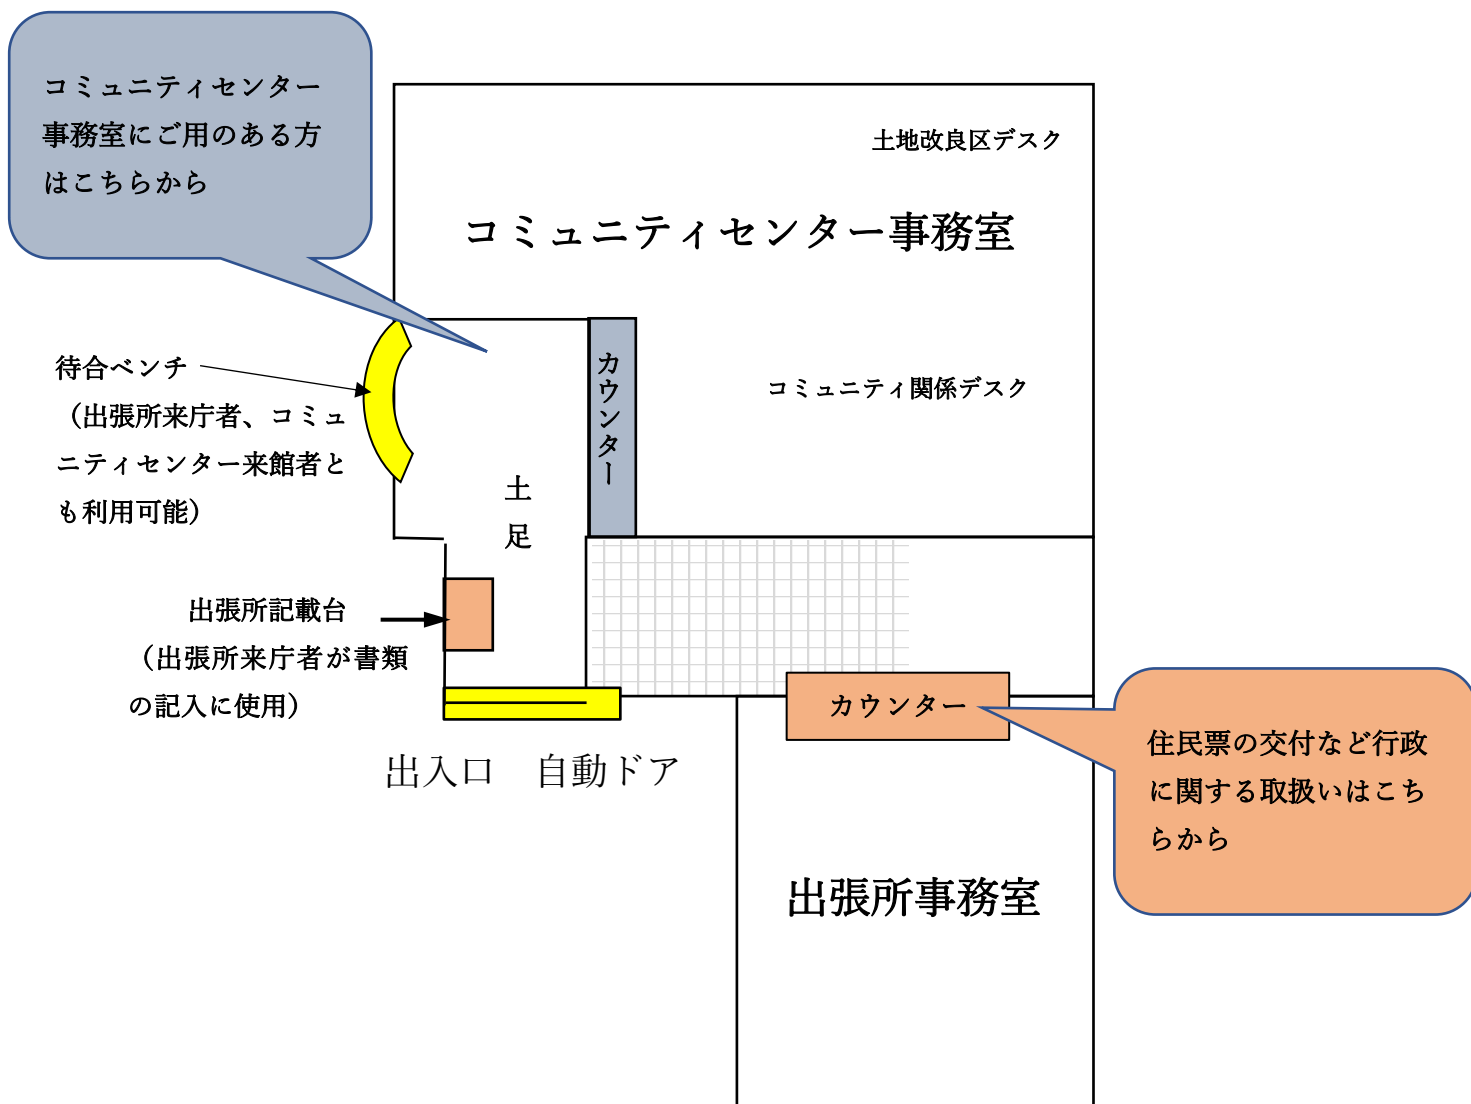 コミュニティセンター
事務室にご用のある方
はこちらから
土地改良区デスク
コミュニティセンター事務室
待合ベンチ
（出張所来庁者、コミュ
ニティセンター来館者と
も利用可能）
カウンター
コミュニティ関係デスク
土足
出張所記載台
（出張所来庁者が書類
の記入に使用）
カウンター
出入口　自動ドア
住民票の交付など行政
に関する取扱いはこち
らから
出張所事務室